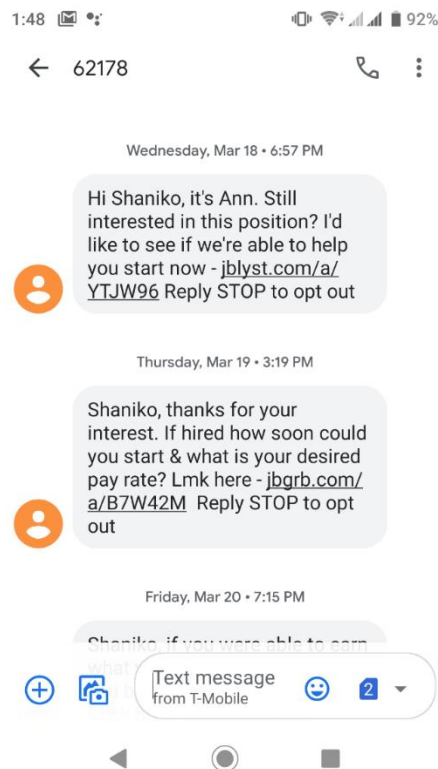 1:48 92%
62178
Wednesday, Mar 18 • 6:57 PM
Hi Shaniko, it's Ann. Still
interested in this position? I'd
like to see if we're able to help
you start now - jblyst.com/a/
YTJW96 Reply STOP to opt out
Thursday, Mar 19 • 3:19 PM
Shaniko, thanks for your
interest. If hired how soon could
you start & what is your desired
pay rate? Lmk here - jbgrb.com/
a/B7W42M Reply STOP to opt
out
Friday, Mar 20 • 7:15 PM
Shaniko, if you were able to earn
what
Text message
from T-Mobile
2